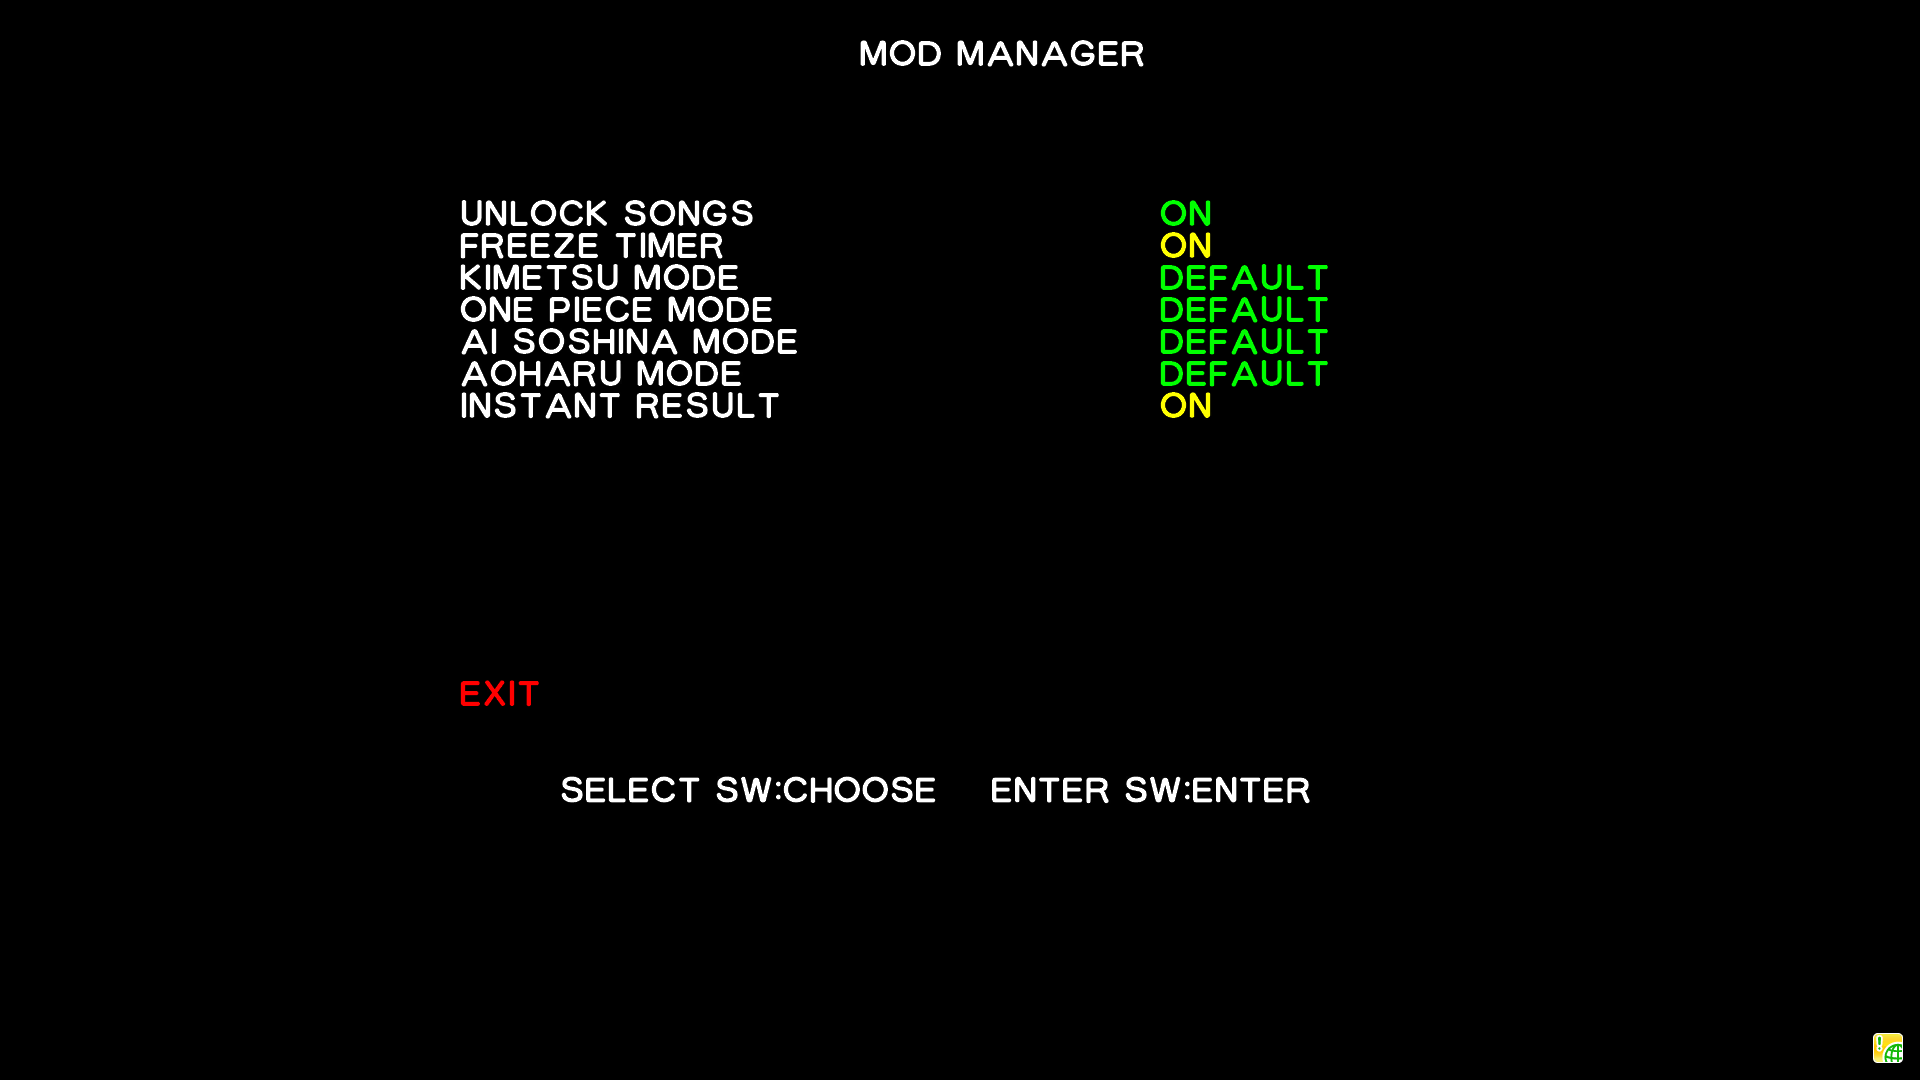 MOD MANAGER
UNLOCK SONGS ON
FREEZE TIMER ON
KIMETSU MODE DEFAULT
ONE PIECE MODE DEFAULT
AI SOSHINA MODE DEFAULT
AOHARU MODE DEFAULT
INSTANT RESULT ON
EXIT
SELECT SW:CHOOSE ENTER SW:ENTER